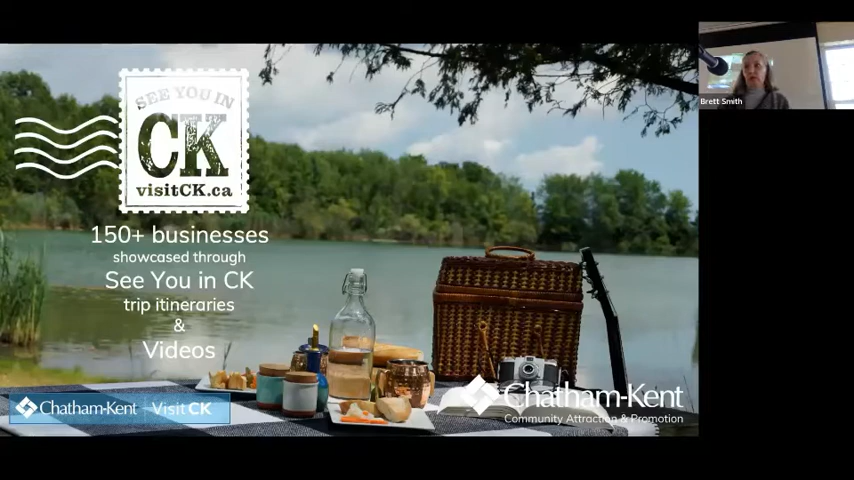 SEE YOU IN
CK
visitCK.ca
150+ businesses
showcased through
See You in CK
trip itineraries
&
Videos
Chatham-Kent | Visit CK
Chatham-Kent
Community Attraction & Promotion
Brett Smith